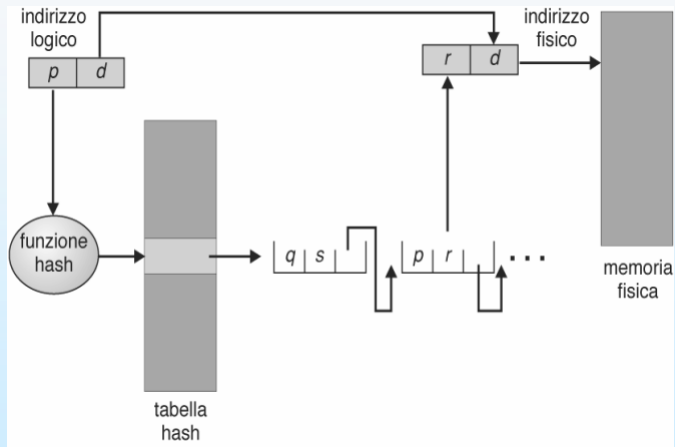 indirizzo
logico
p d
indirizzo
fisico
r d
funzione
hash
q s
p r
...
memoria
fisica
tabella
hash